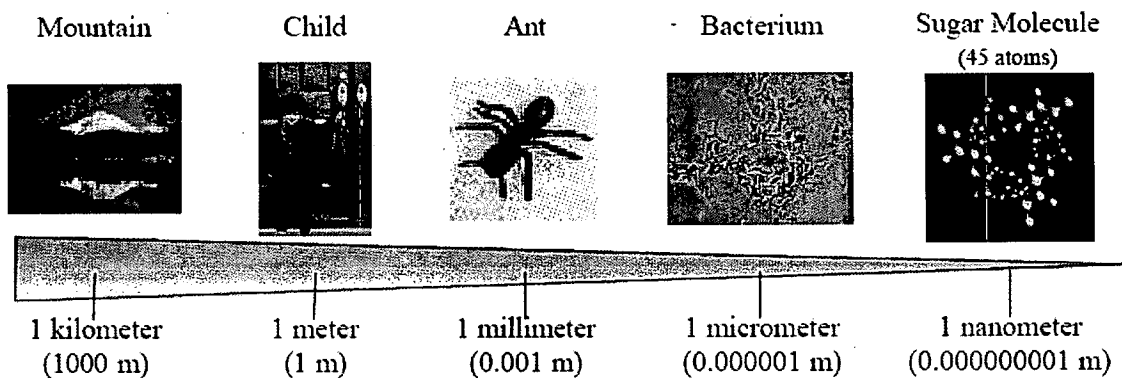 Mountain
Child
Ant
Bacterium
Sugar Molecule
(45 atoms)
1 kilometer
(1000 m)
1 meter
(1 m)
1 millimeter
(0.001 m)
1 micrometer
(0.000001 m)
1 nanometer
(0.000000001 m)